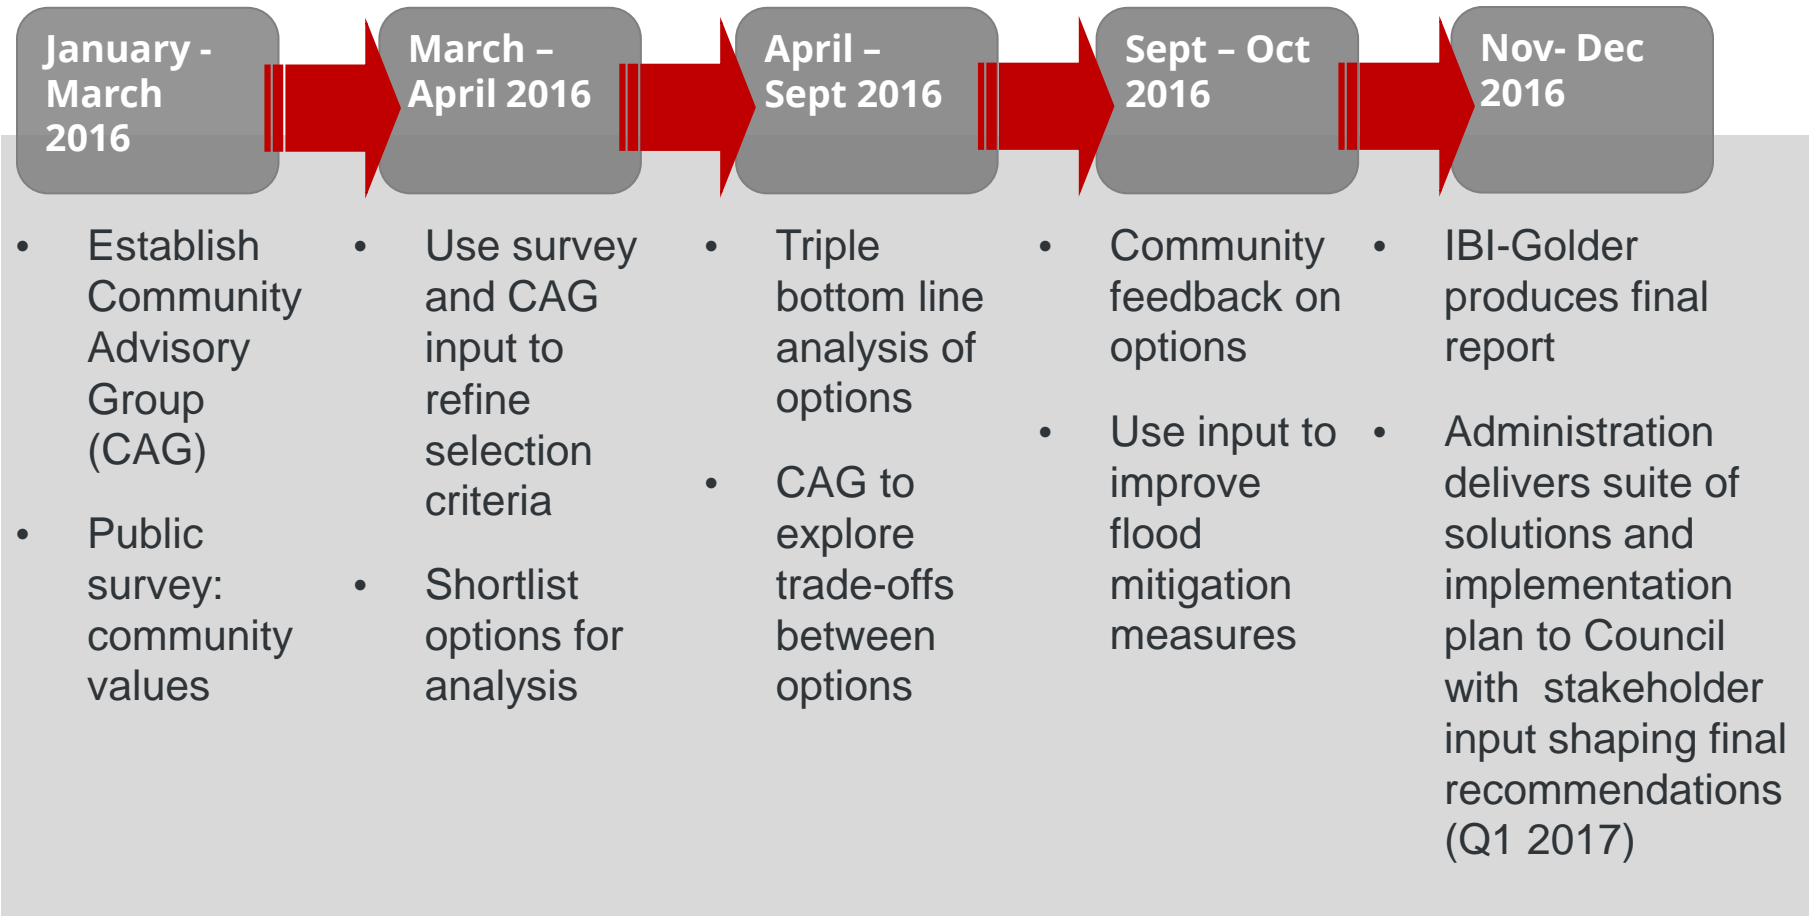 January -
March
2016
March –
April 2016
April –
Sept 2016
Sept – Oct
2016
Nov- Dec
2016
• Establish
Community
Advisory
Group
(CAG)
• Public
survey:
community
values
• Use survey
and CAG
input to
refine
selection
criteria
• Shortlist
options for
analysis
• Triple
bottom line
analysis of
options
• CAG to
explore
trade-offs
between
options
• Community
feedback on
options
• Use input to
improve
flood
mitigation
measures
• IBI-Golder
produces final
report
• Administration
delivers suite of
solutions and
implementation
plan to Council
with  stakeholder
input shaping final
recommendations
(Q1 2017)